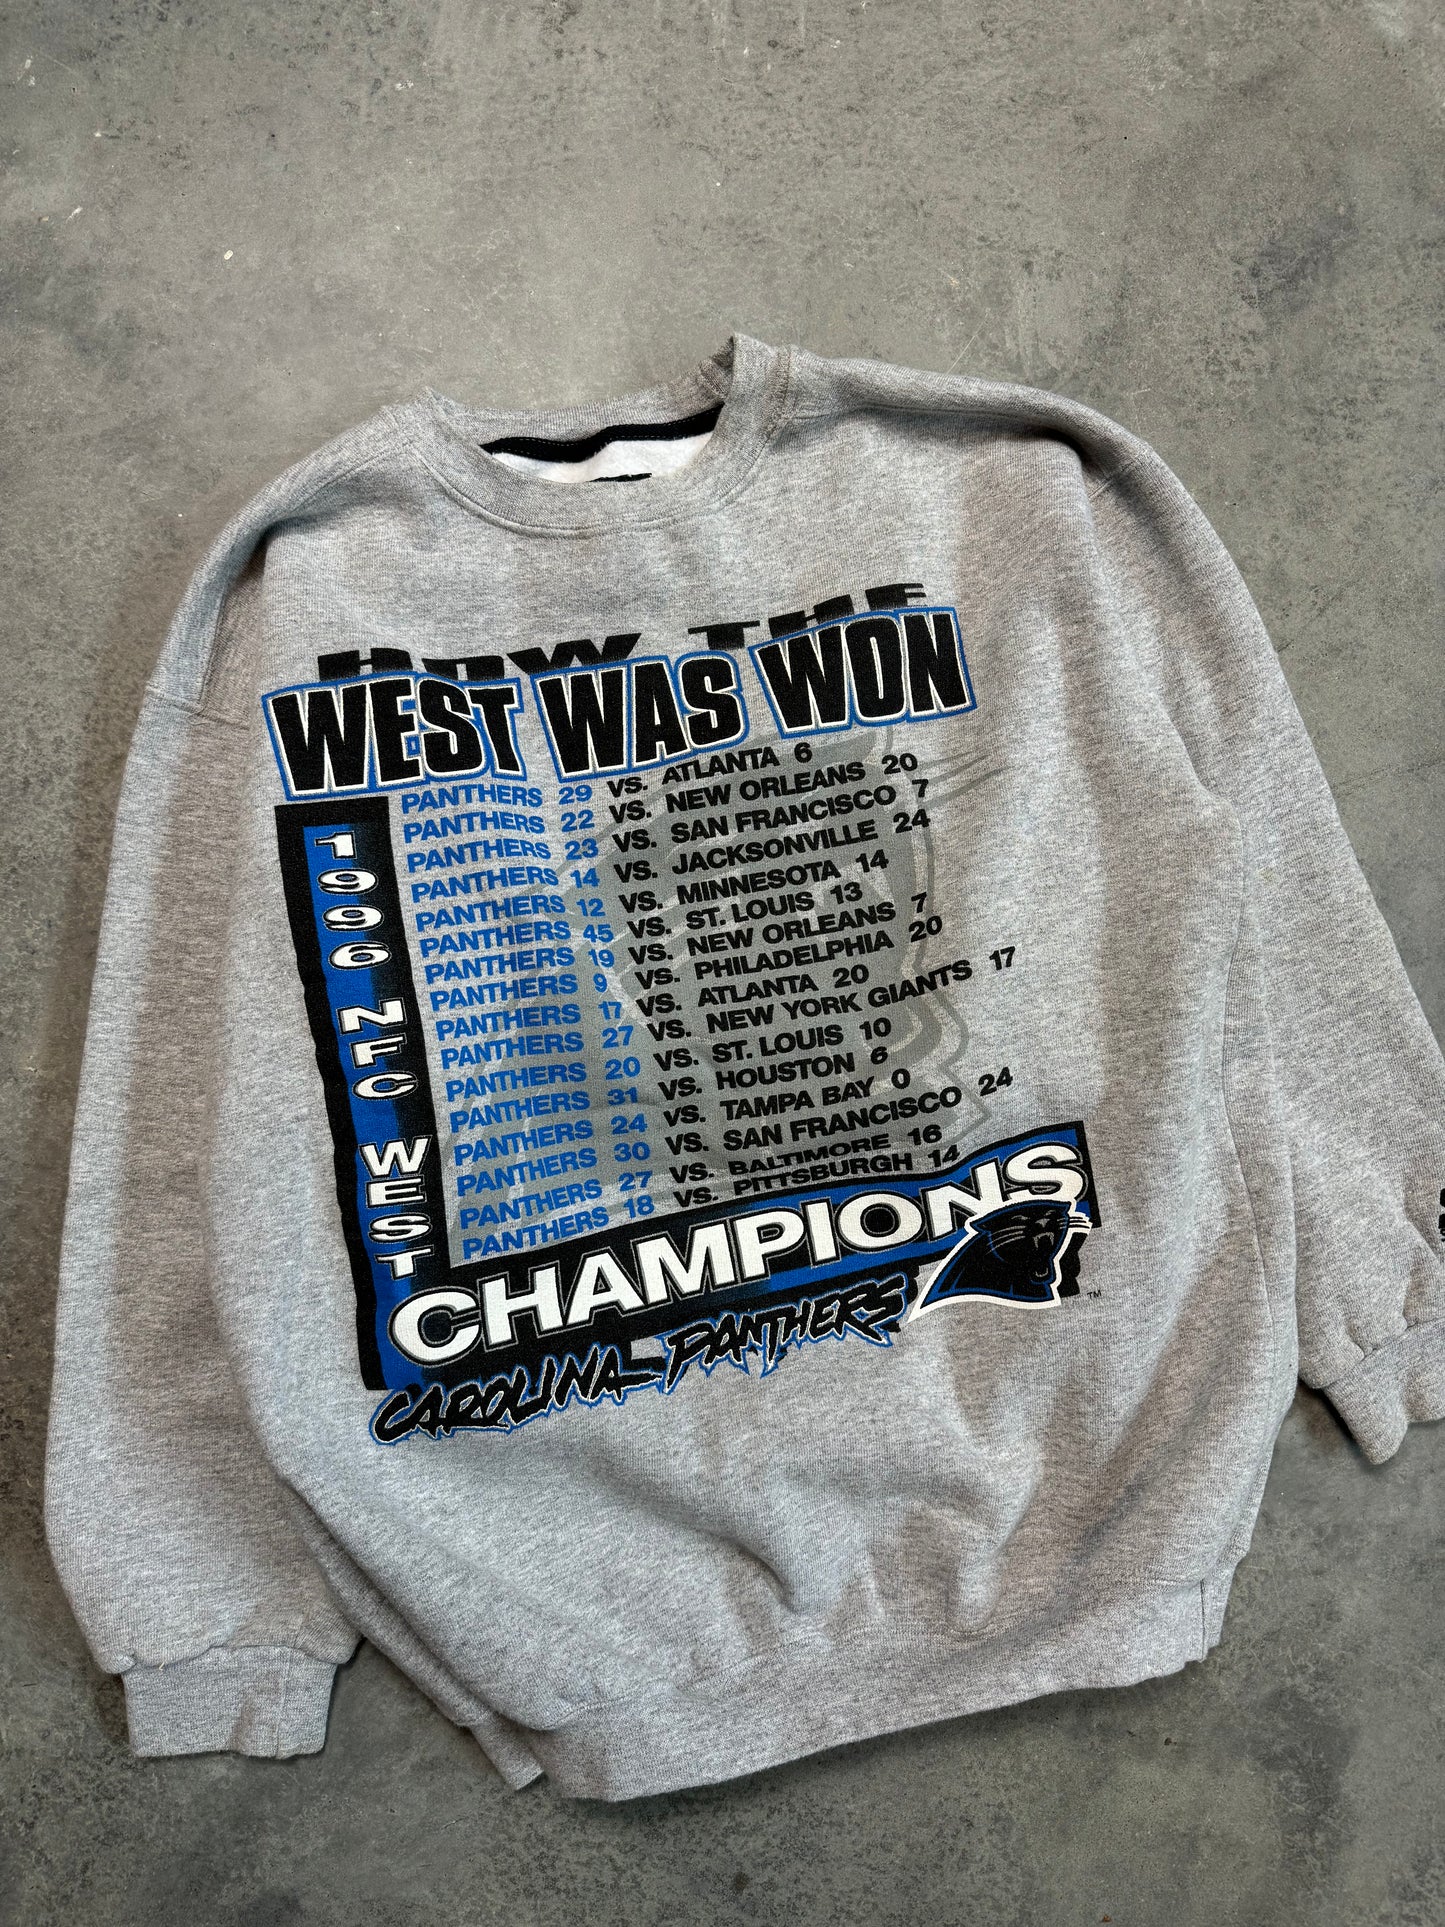 HOW THE
WEST WAS WON
PANTHERS 29 VS. ATLANTA 6
PANTHERS 22 VS. NEW ORLEANS 20
PANTHERS 23 VS. SAN FRANCISCO 7
PANTHERS 14 VS. JACKSONVILLE 24
PANTHERS 12 VS. MINNESOTA 14
PANTHERS 45 VS. ST. LOUIS 13
PANTHERS 19 VS. NEW ORLEANS 7
PANTHERS 9 VS. PHILADELPHIA 20
PANTHERS 17 VS. ATLANTA 20
PANTHERS 27 VS. NEW YORK GIANTS 17
PANTHERS 20 VS. ST. LOUIS 10
PANTHERS 31 VS. HOUSTON 6
PANTHERS 24 VS. TAMPA BAY 0
PANTHERS 30 VS. SAN FRANCISCO 24
PANTHERS 27 VS. BALTIMORE 16
PANTHERS 18 VS. PITTSBURGH 14
1996 NFC WEST
CHAMPIONS
CAROLINA PANTHERS
TM